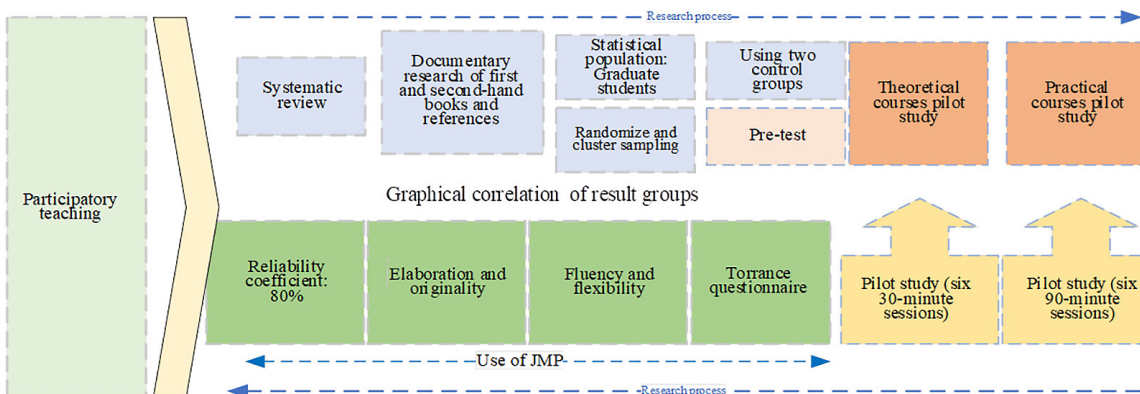 Research process
Participatory
teaching
Systematic
review
Documentary
research of first
and second-hand
books and
references
Statistical
population:
Graduate
students
Randomize and
cluster sampling
Using two
control
groups
Pre-test
Theoretical
courses pilot
study
Practical
courses pilot
study
Graphical correlation of result groups
Reliability
coefficient:
80%
Elaboration and
originality
Fluency and
flexibility
Torrance
questionnaire
Pilot study (six
30-minute
sessions)
Pilot study (six
90-minute
sessions)
Use of JMP
Research process